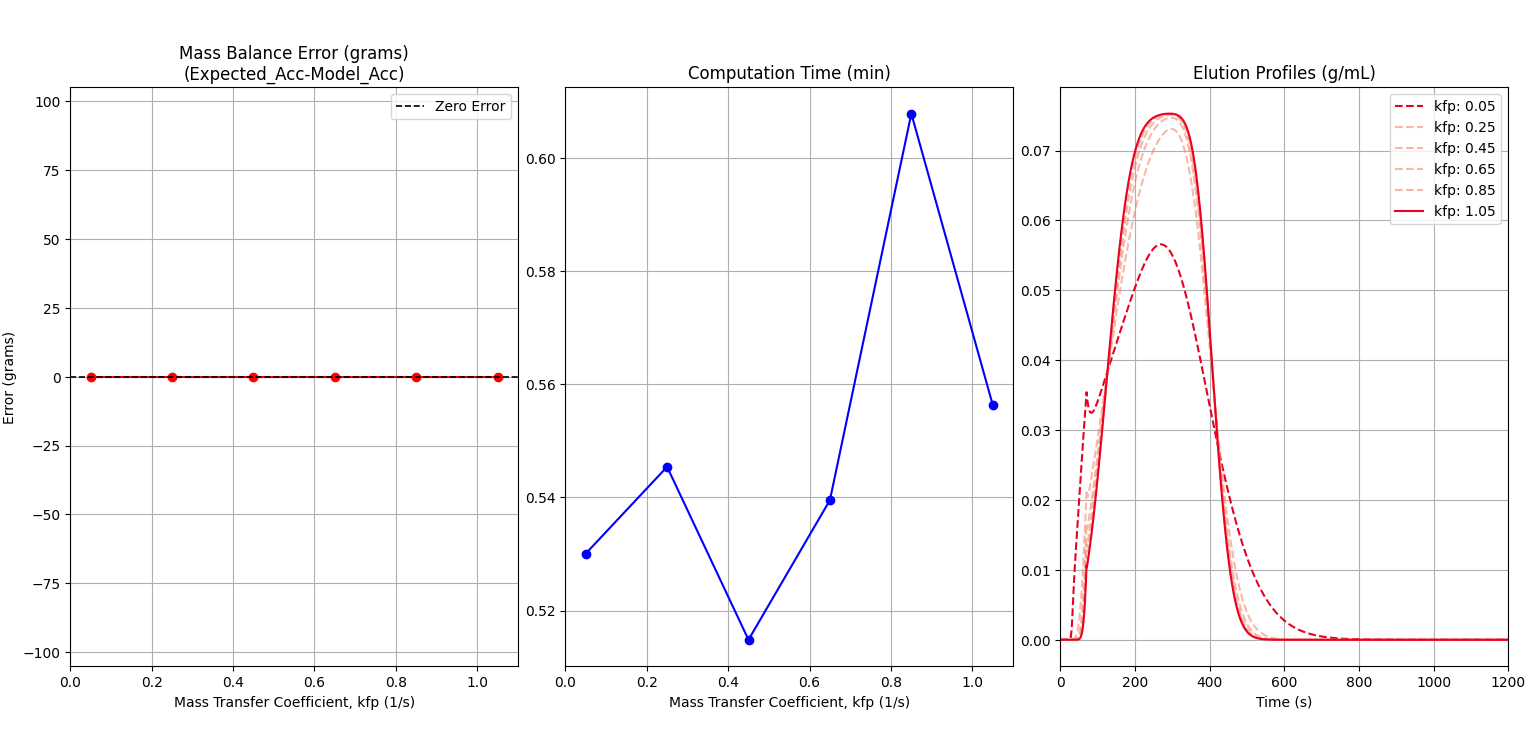 Mass Balance Error (grams)
(Expected_Acc-Model_Acc)
Zero Error
100
75
50
25
0
−25
−50
−75
−100
Error (grams)
0.0 0.2 0.4 0.6 0.8 1.0
Mass Transfer Coefficient, kfp (1/s)
Computation Time (min)
0.60
0.58
0.56
0.54
0.52
0.0 0.2 0.4 0.6 0.8 1.0
Mass Transfer Coefficient, kfp (1/s)
Elution Profiles (g/mL)
kfp: 0.05
kfp: 0.25
kfp: 0.45
kfp: 0.65
kfp: 0.85
kfp: 1.05
0.07
0.06
0.05
0.04
0.03
0.02
0.01
0.00
0 200 400 600 800 1000 1200
Time (s)